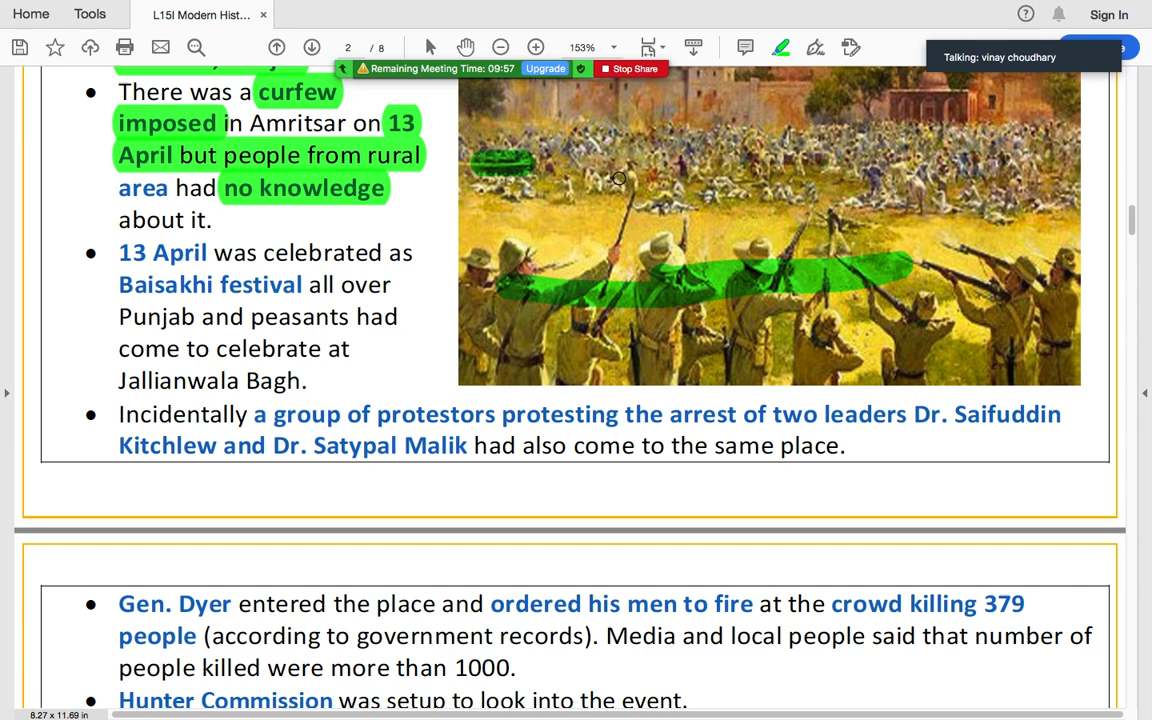 Home Tools L15I Modern Hist... × Sign In
2 / 8 153%
Talking: vinay choudhary
Remaining Meeting Time: 09:57 Upgrade Stop Share
There was a curfew
imposed in Amritsar on 13
April but people from rural
area had no knowledge
about it.
13 April was celebrated as
Baisakhi festival all over
Punjab and peasants had
come to celebrate at
Jallianwala Bagh.
Incidentally a group of protestors protesting the arrest of two leaders Dr. Saifuddin
Kitchlew and Dr. Satypal Malik had also come to the same place.
Gen. Dyer entered the place and ordered his men to fire at the crowd killing 379
people (according to government records). Media and local people said that number of
people killed were more than 1000.
Hunter Commission was setup to look into the event.
8.27 x 11.69 in